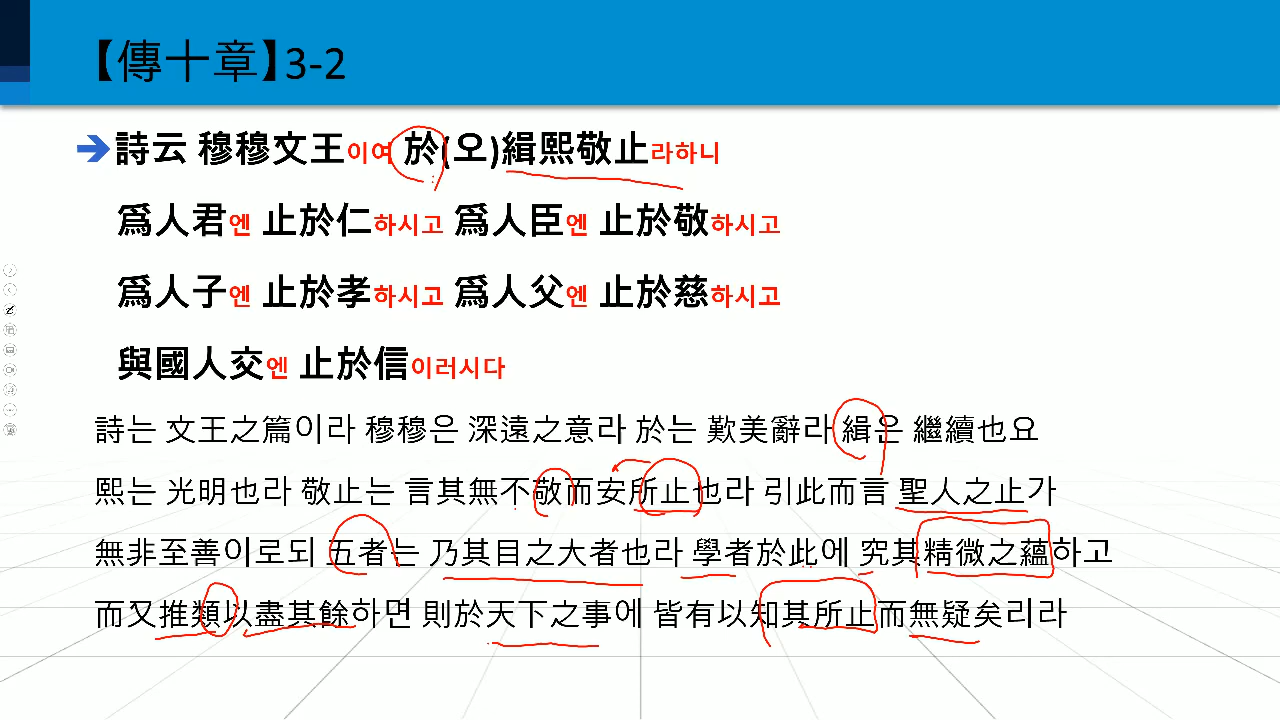 【傳十章】3-2
詩云 穆穆文王이여 於(오)緝熙敬止라하니
爲人君엔 止於仁하시고 爲人臣엔 止於敬하시고
爲人子엔 止於孝하시고 爲人父엔 止於慈하시고
與國人交엔 止於信이러시다
詩는 文王之篇이라 穆穆은 深遠之意라 於는 歎美辭라 緝은 繼續也요
熙는 光明也라 敬止는 言其無不敬而安所止也라 引此而言 聖人之止가
無非至善이로되 五者는 乃其目之大者也라 學者於此에 究其精微之蘊하고
而又推類以盡其餘하면 則於天下之事에 皆有以知其所止而無疑矣리라